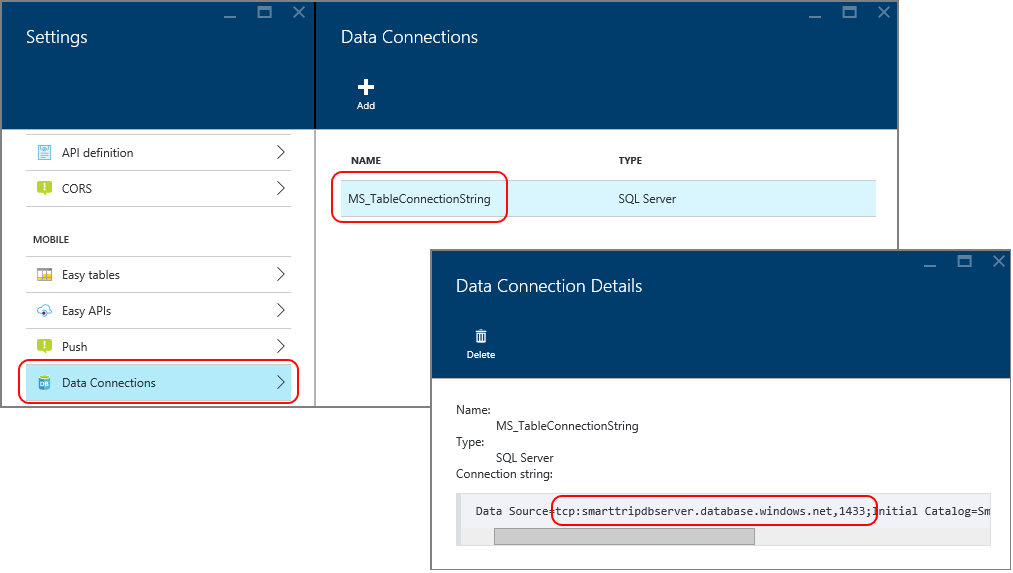 Settings
API definition
CORS
MOBILE
Easy tables
Easy APIs
Push
Data Connections
Data Connections
Add
NAME TYPE
MS_TableConnectionString SQL Server
Data Connection Details
Delete
Name:
MS_TableConnectionString
Type:
SQL Server
Connection string:
Data Source=tcp:smarttripdbserver.database.windows.net,1433;Initial Catalog=Sm